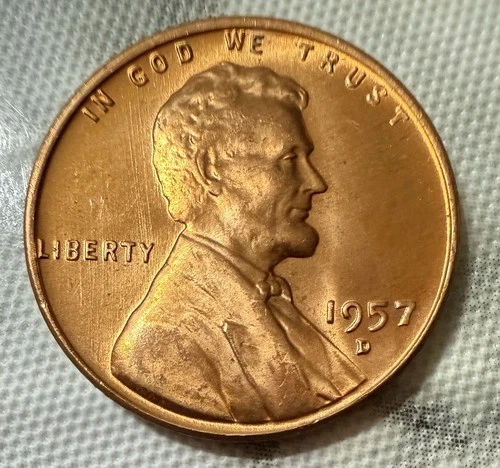 IN GOD WE TRUST
LIBERTY
1957
D